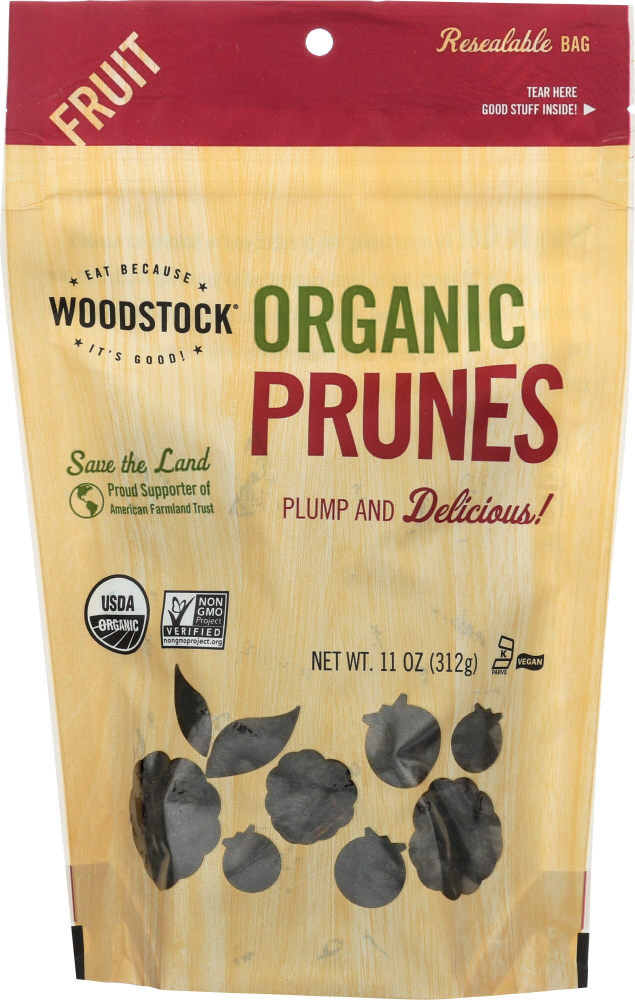 FRUIT
Resealable BAG
TEAR HERE
GOOD STUFF INSIDE!
EAT BECAUSE
WOODSTOCK®
IT'S GOOD!
ORGANIC
PRUNES
PLUMP AND Delicious!
Save the Land
Proud Supporter of
American Farmland Trust
USDA
ORGANIC
NON
GMO
Project
VERIFIED
nongmoproject.org
NET WT. 11 OZ (312g)
K
PARVE
VEGAN